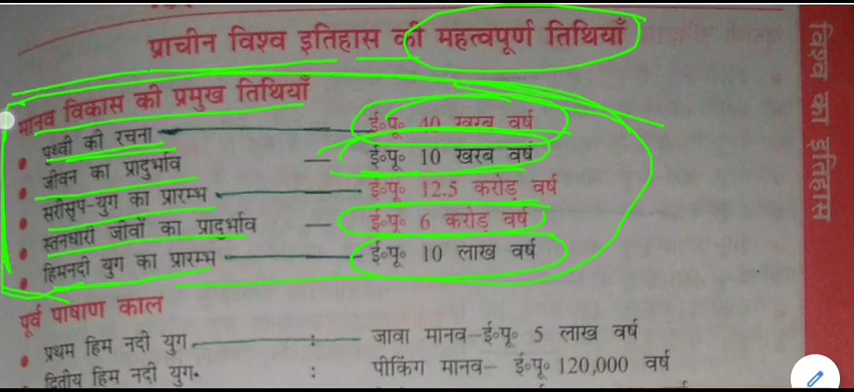 प्राचीन विश्व इतिहास की महत्वपूर्ण तिथियाँ
मानव विकास की प्रमुख तिथियाँ
पृथ्वी की रचना — ई॰पू॰ 40 खरब वर्ष
जीवन का प्रादुर्भाव — ई॰पू॰ 10 खरब वर्ष
सरीसृप-युग का प्रारम्भ — ई॰पू॰ 12.5 करोड़ वर्ष
स्तनधारी जीवों का प्रादुर्भाव — ई॰पू॰ 6 करोड़ वर्ष
हिमनदी युग का प्रारम्भ — ई॰पू॰ 10 लाख वर्ष
पूर्व पाषाण काल
प्रथम हिम नदी युग : जावा मानव–ई॰पू॰ 5 लाख वर्ष
द्वितीय हिम नदी युग : पीकिंग मानव– ई॰पू॰ 120,000 वर्ष
विश्व का इतिहास